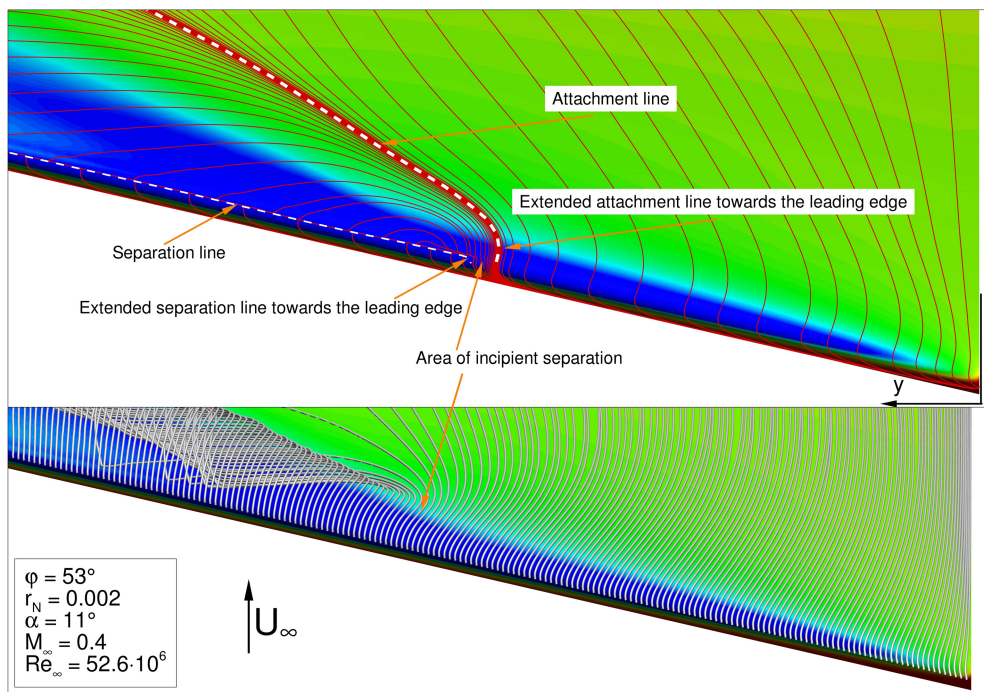 Attachment line
Extended attachment line towards the leading edge
Separation line
Extended separation line towards the leading edge
Area of incipient separation
y
φ = 53°
r_N = 0.002
α = 11°
M_∞ = 0.4
Re_∞ = 52.6·10^6
U_∞